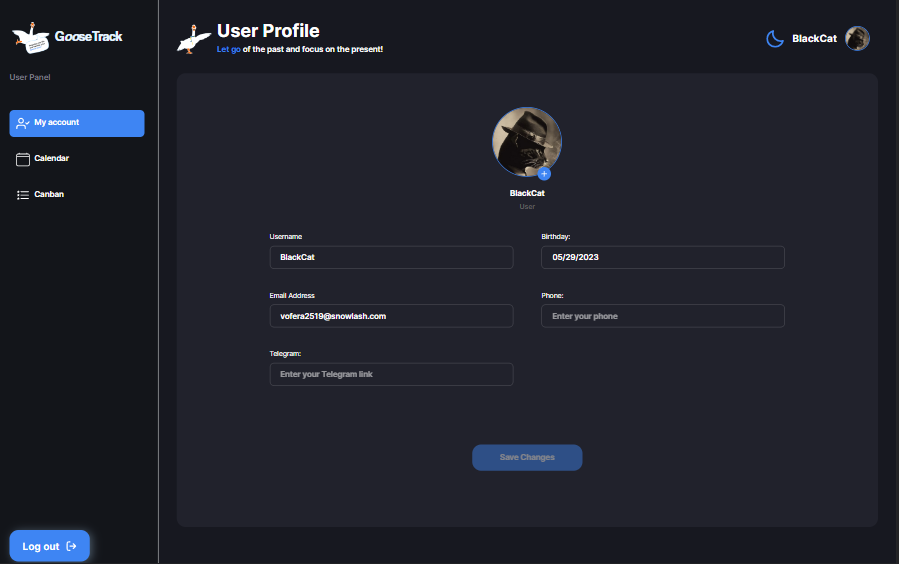 GooseTrack
User Panel
My account
Calendar
Canban
Log out
User Profile
Let go of the past and focus on the present!
BlackCat
BlackCat
User
Username
BlackCat
Birthday:
05/29/2023
Email Address
vofera2519@snowlash.com
Phone:
Enter your phone
Telegram:
Enter your Telegram link
Save Changes